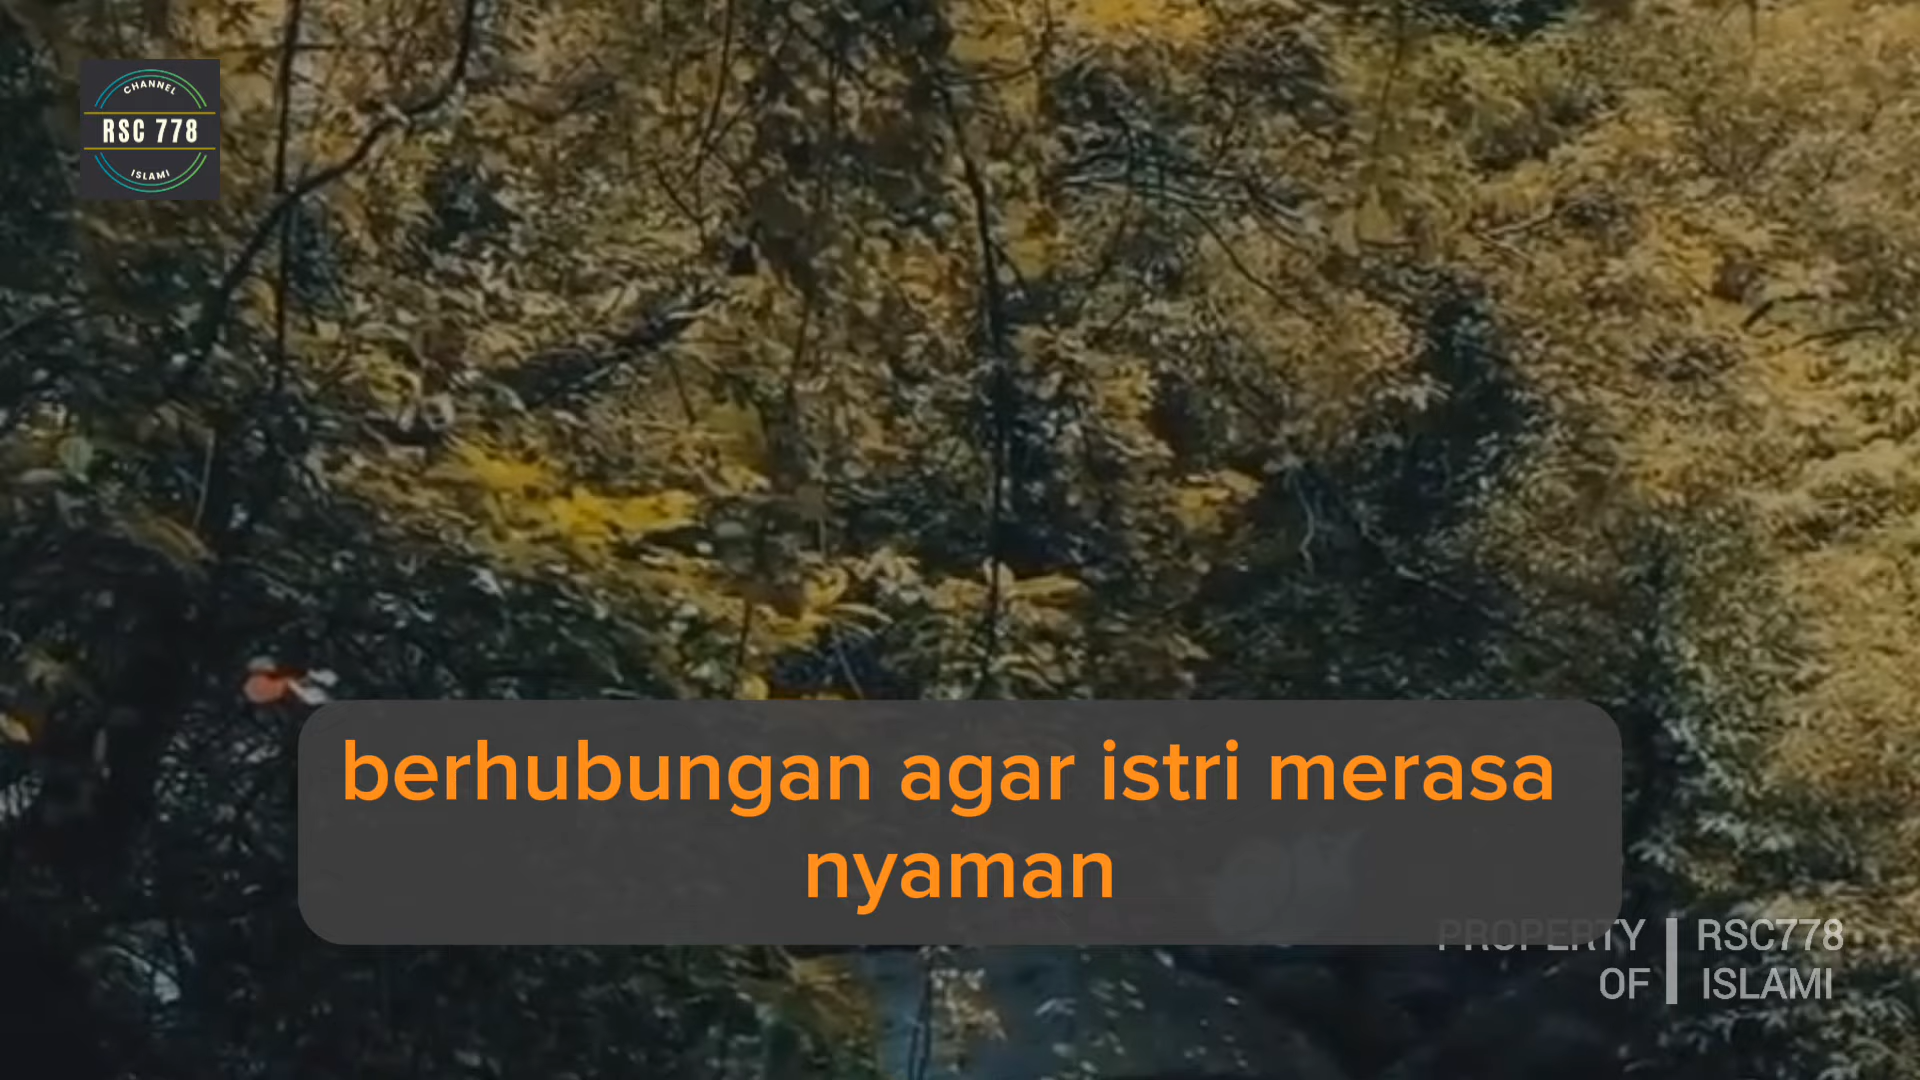 CHANNEL
RSC 778
ISLAMI
berhubungan agar istri merasa
nyaman
PROPERTY RSC778
OF ISLAMI